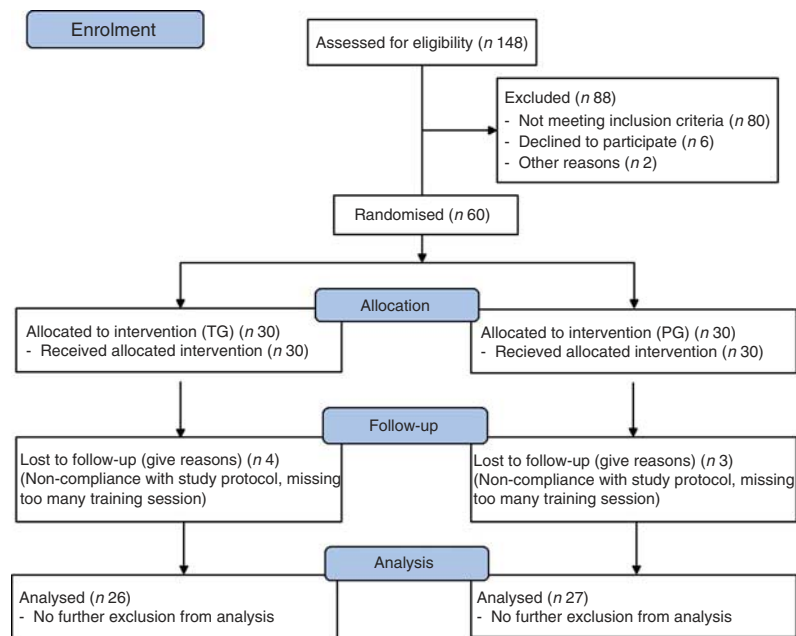 Enrolment
Assessed for eligibility (n 148)
Excluded (n 88)
- Not meeting inclusion criteria (n 80)
- Declined to participate (n 6)
- Other reasons (n 2)
Randomised (n 60)
Allocation
Allocated to intervention (TG) (n 30)
- Received allocated intervention (n 30)
Allocated to intervention (PG) (n 30)
- Recieved allocated intervention (n 30)
Follow-up
Lost to follow-up (give reasons) (n 4)
(Non-compliance with study protocol, missing
too many training session)
Lost to follow-up (give reasons) (n 3)
(Non-compliance with study protocol, missing
too many training session)
Analysis
Analysed (n 26)
- No further exclusion from analysis
Analysed (n 27)
- No further exclusion from analysis